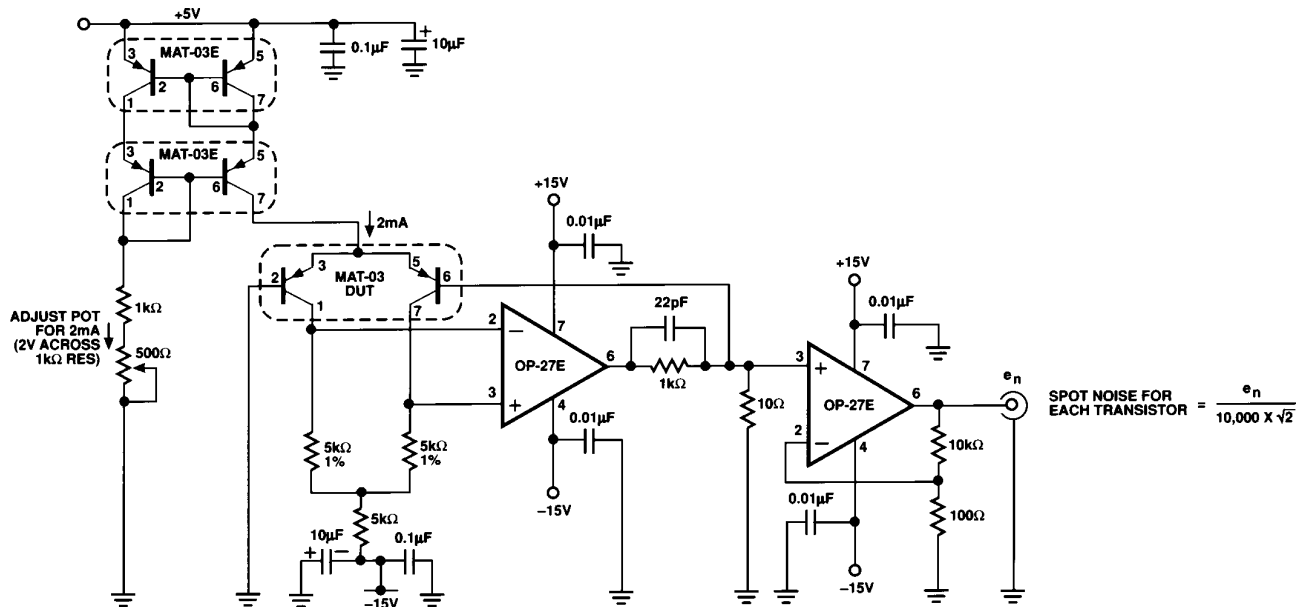 +5V
MAT-03E
3
5
2
6
1
7
0.1µF
+
10µF
MAT-03E
3
5
2
6
1
7
2mA
1kΩ
ADJUST POT
FOR 2mA
(2V ACROSS
1kΩ RES)
500Ω
2
3
5
6
MAT-03
DUT
1
7
+15V
0.01µF
2
–
7
OP-27E
6
3
+
4
22pF
1kΩ
0.01µF
–15V
5kΩ
1%
5kΩ
1%
5kΩ
10µF
+
–
0.1µF
–15V
10Ω
+15V
0.01µF
3
+
7
OP-27E
6
2
–
4
0.01µF
–15V
10kΩ
100Ω
en
SPOT NOISE FOR
EACH TRANSISTOR =
en
10,000 X √2